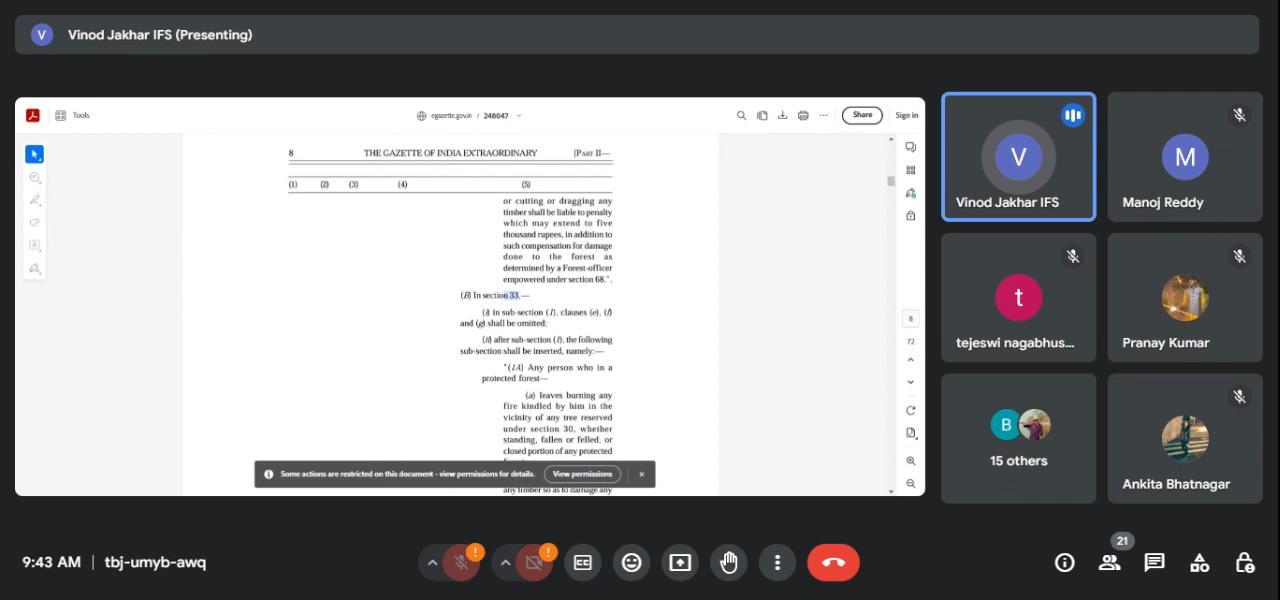 V Vinod Jakhar IFS (Presenting)
Tools
egazette.gov.in / 248047
Share
Sign in
8 THE GAZETTE OF INDIA EXTRAORDINARY [PART II—
(1) (2) (3) (4) (5)
or cutting or dragging any
timber shall be liable to penalty
which may extend to five
thousand rupees, in addition to
such compensation for damage
done to the forest as
determined by a Forest-officer
empowered under section 68.".
(B) In section 33,—
(i) in sub-section (1), clauses (e), (f)
and (g) shall be omitted;
(ii) after sub-section (1), the following
sub-section shall be inserted, namely:—
"(1A) Any person who in a
protected forest—
(a) leaves burning any
fire kindled by him in the
vicinity of any tree reserved
under section 30, whether
standing, fallen or felled, or
closed portion of any protected
any timber so as to damage any
Some actions are restricted on this document - view permissions for details.
View permissions
8
72
V
Vinod Jakhar IFS
M
Manoj Reddy
t
tejeswi nagabhus...
Pranay Kumar
B
15 others
Ankita Bhatnagar
9:43 AM | tbj-umyb-awq
CC
21